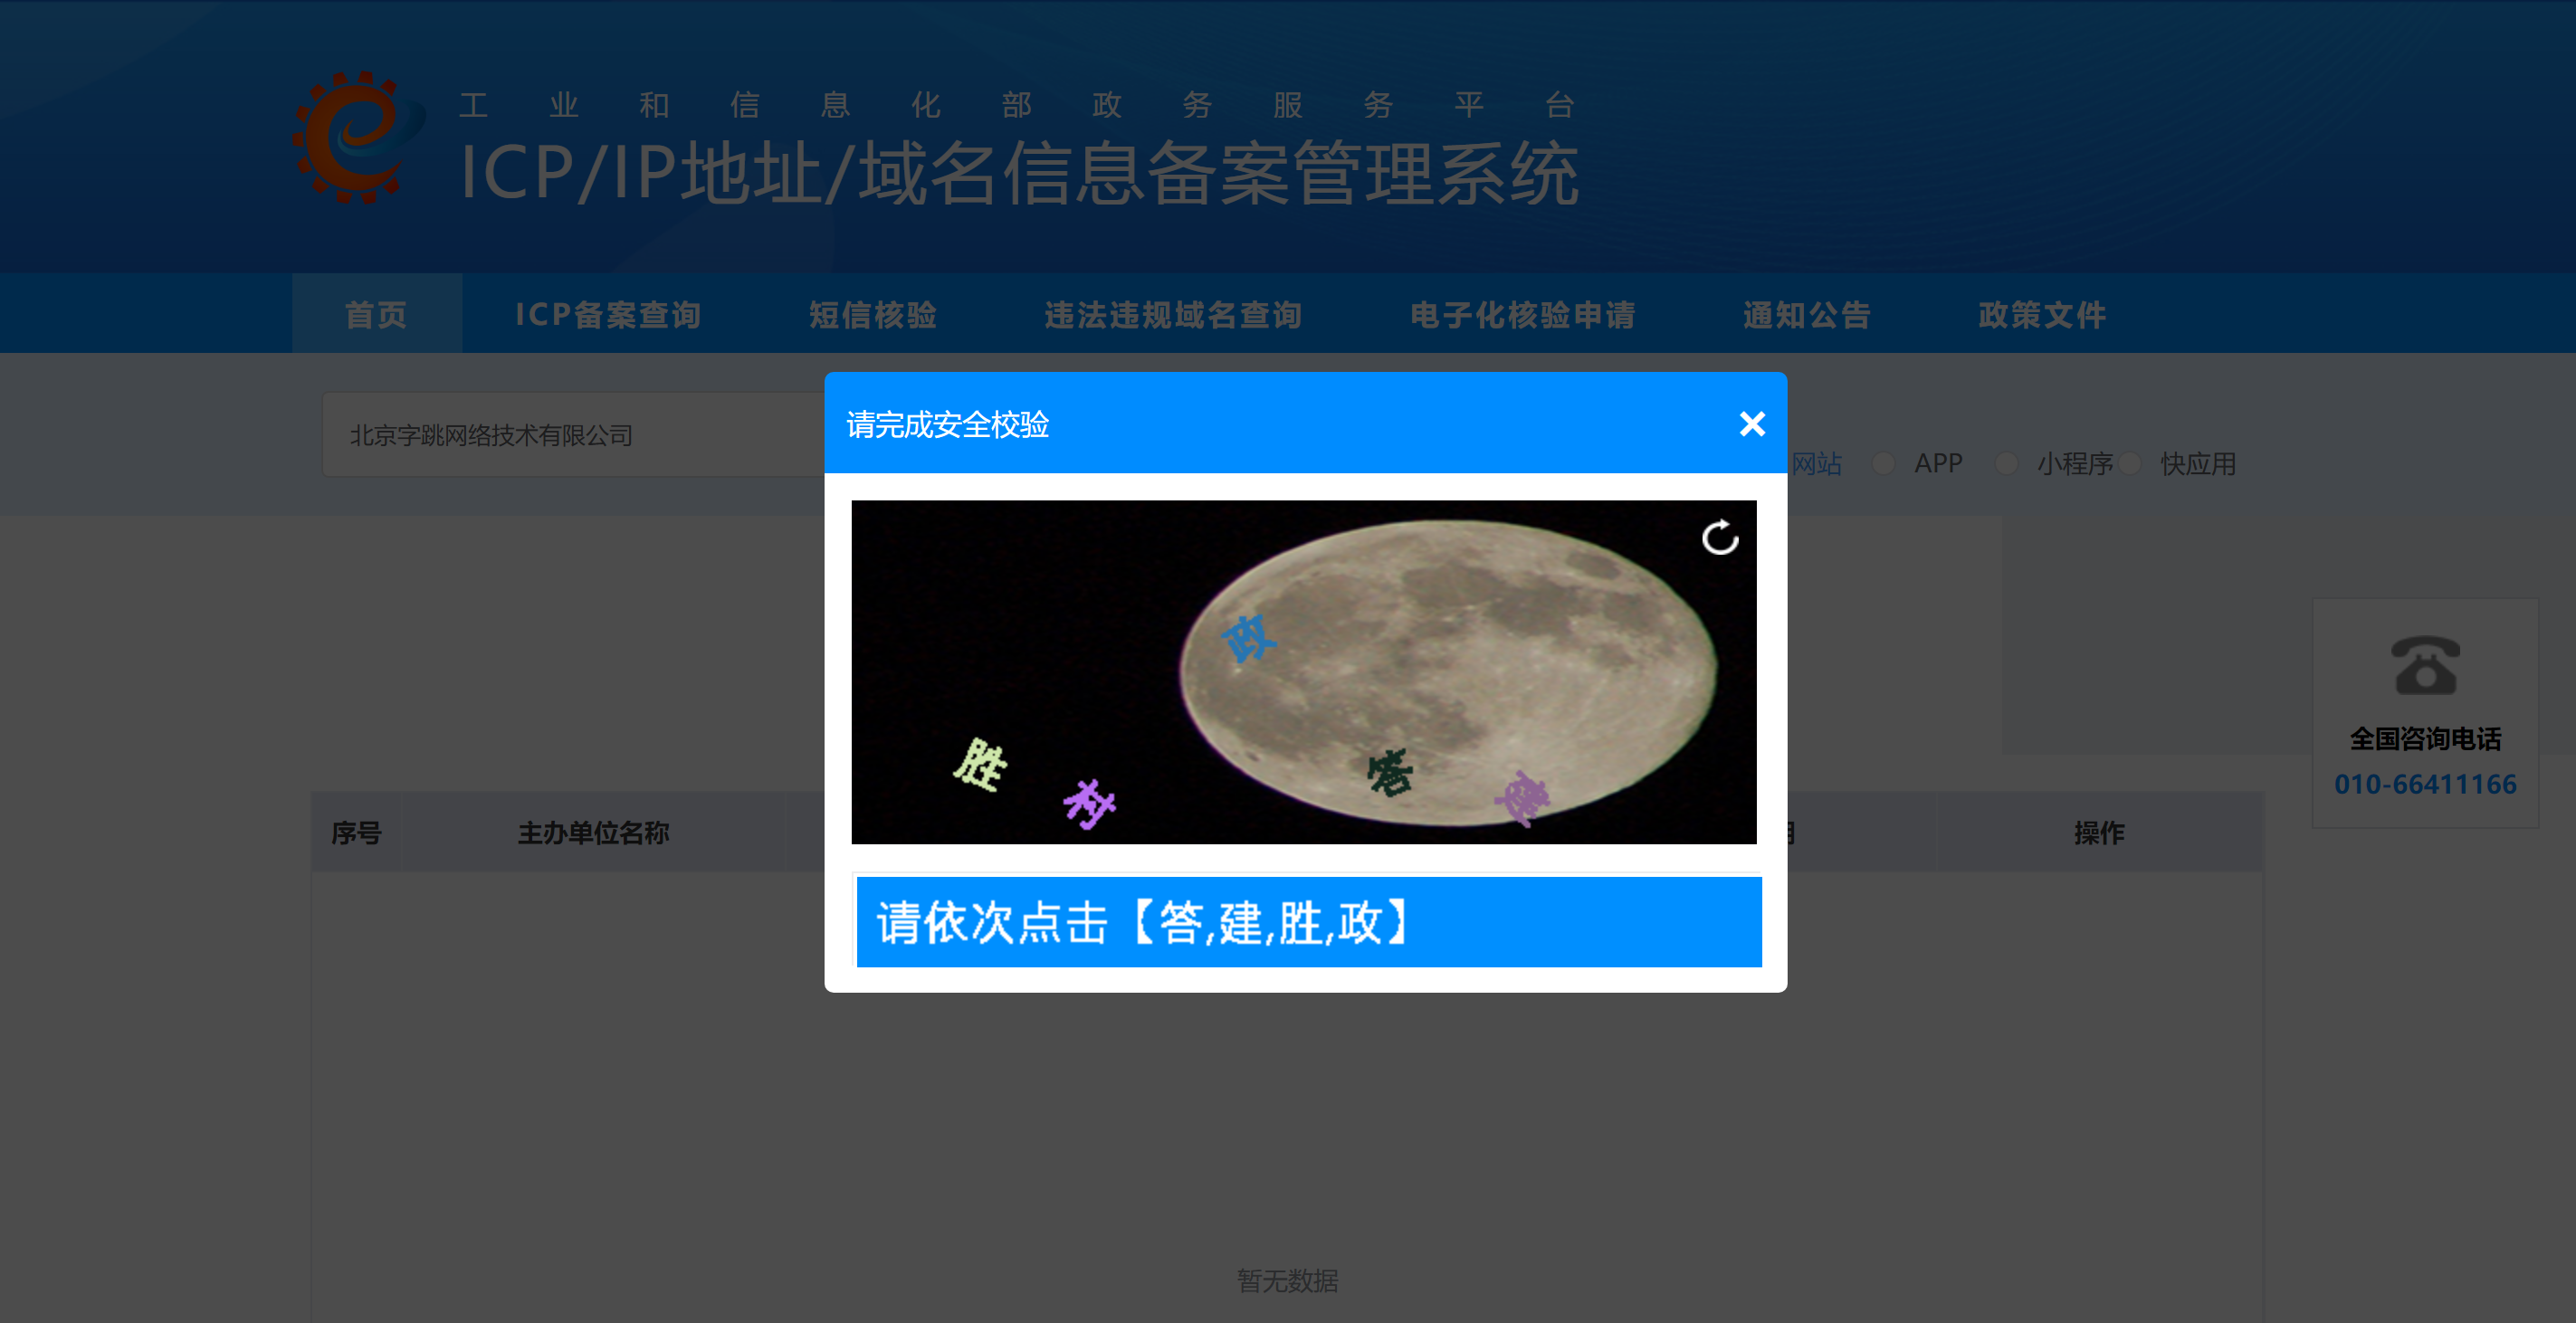 工业和信息化部政务服务平台
ICP/IP地址/域名信息备案管理系统
首页 ICP备案查询 短信核验 违法违规域名查询 电子化核验申请 通知公告 政策文件
北京字跳网络技术有限公司
请完成安全校验
网站 APP 小程序 快应用
政
胜
村
答
建
请依次点击【答,建,胜,政】
全国咨询电话
010-66411166
序号 主办单位名称 操作
暂无数据